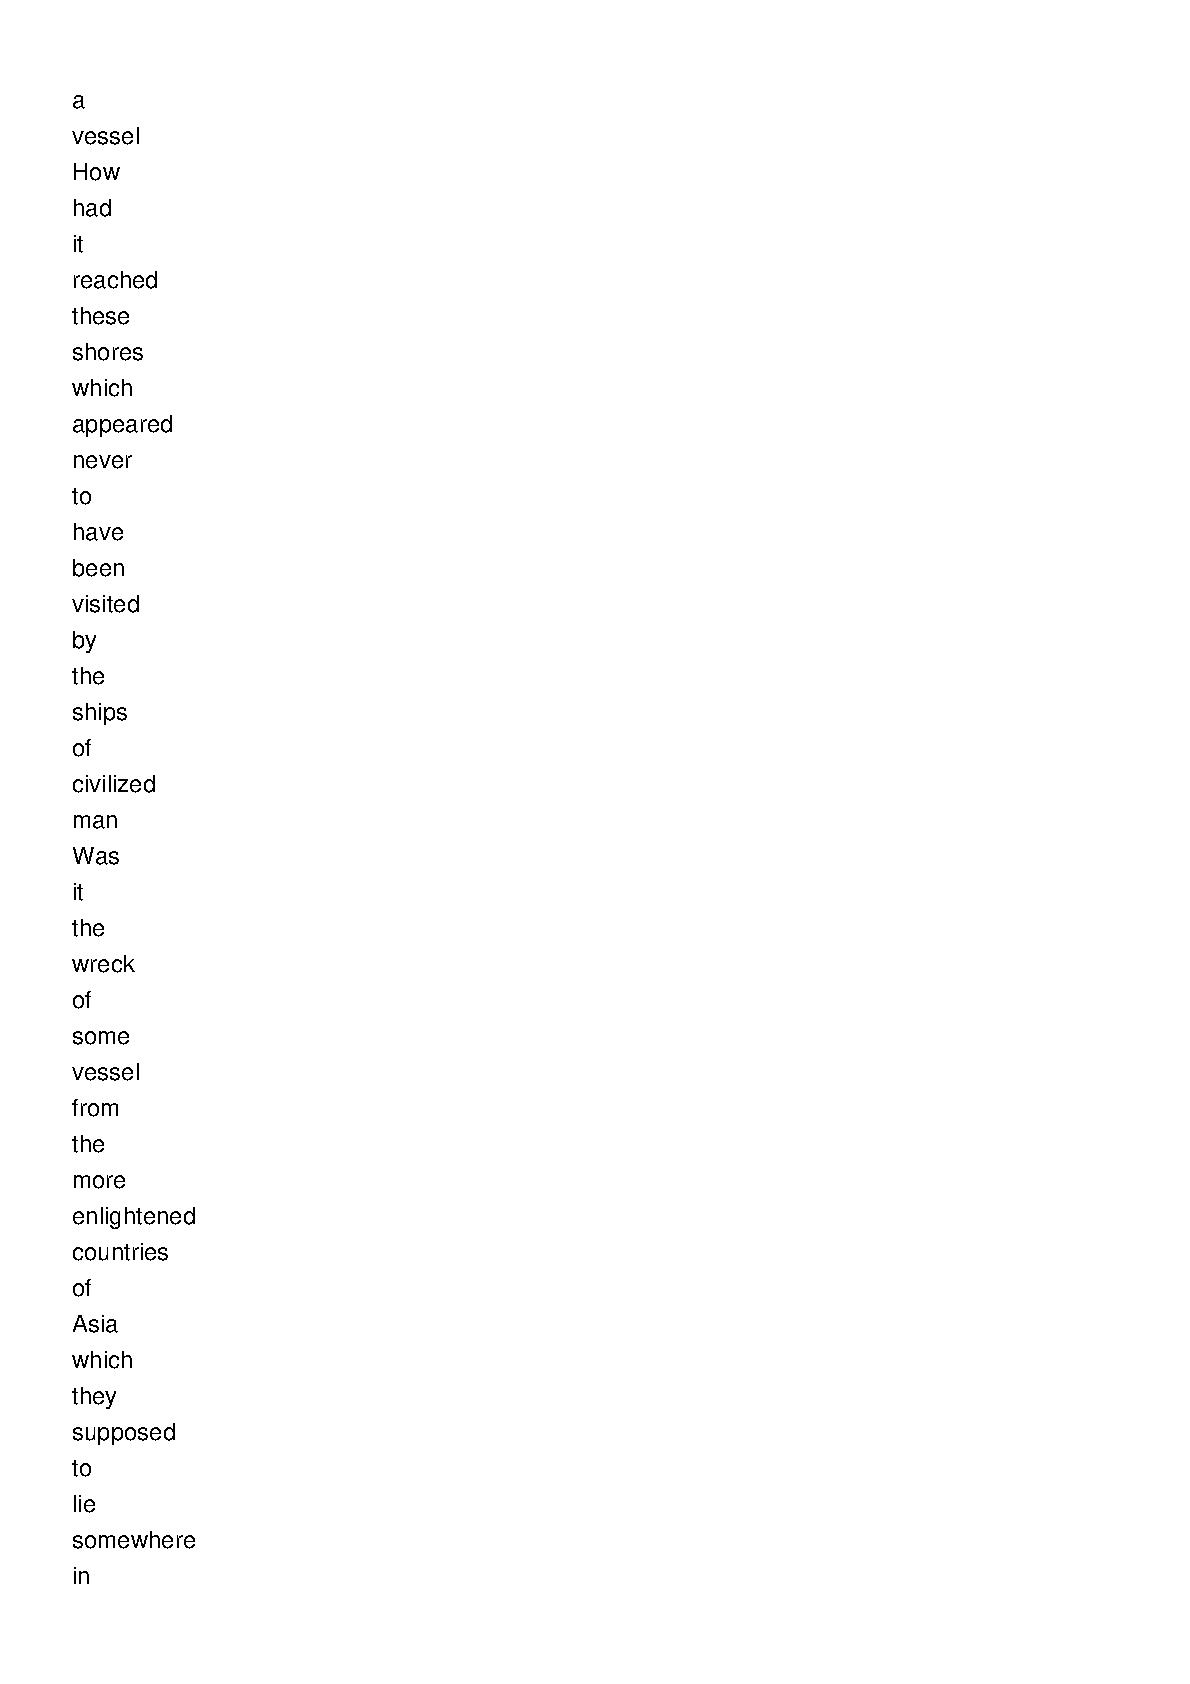 a
vessel
How
had
it
reached
these
shores
which
appeared
never
to
have
been
visited
by
the
ships
of
civilized
man
Was
it
the
wreck
of
some
vessel
from
the
more
enlightened
countries
of
Asia
which
they
supposed
to
lie
somewhere
in